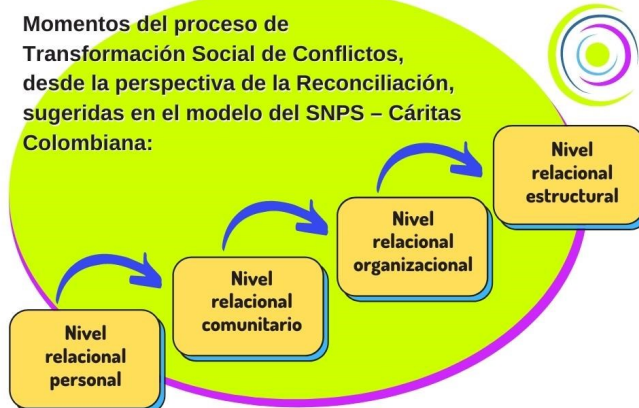 Momentos del proceso de
Transformación Social de Conflictos,
desde la perspectiva de la Reconciliación,
sugeridas en el modelo del SNPS – Cáritas
Colombiana:
Nivel
relacional
estructural
Nivel
relacional
organizacional
Nivel
relacional
comunitario
Nivel
relacional
personal